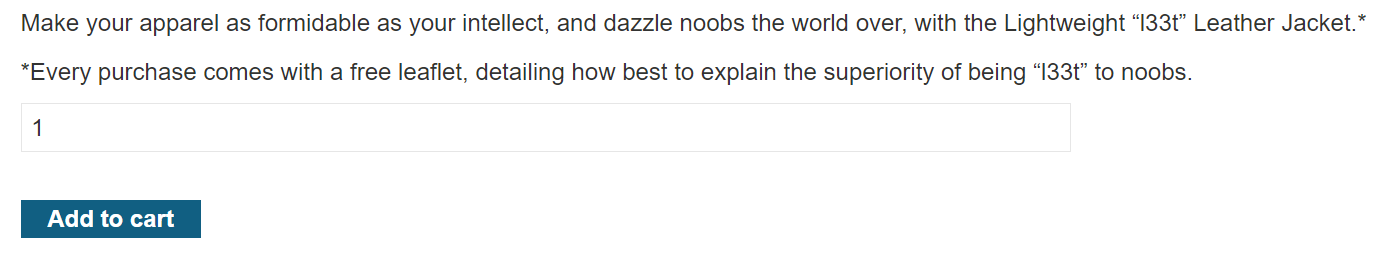 Make your apparel as formidable as your intellect, and dazzle noobs the world over, with the Lightweight “l33t” Leather Jacket.*
*Every purchase comes with a free leaflet, detailing how best to explain the superiority of being “l33t” to noobs.
1
Add to cart